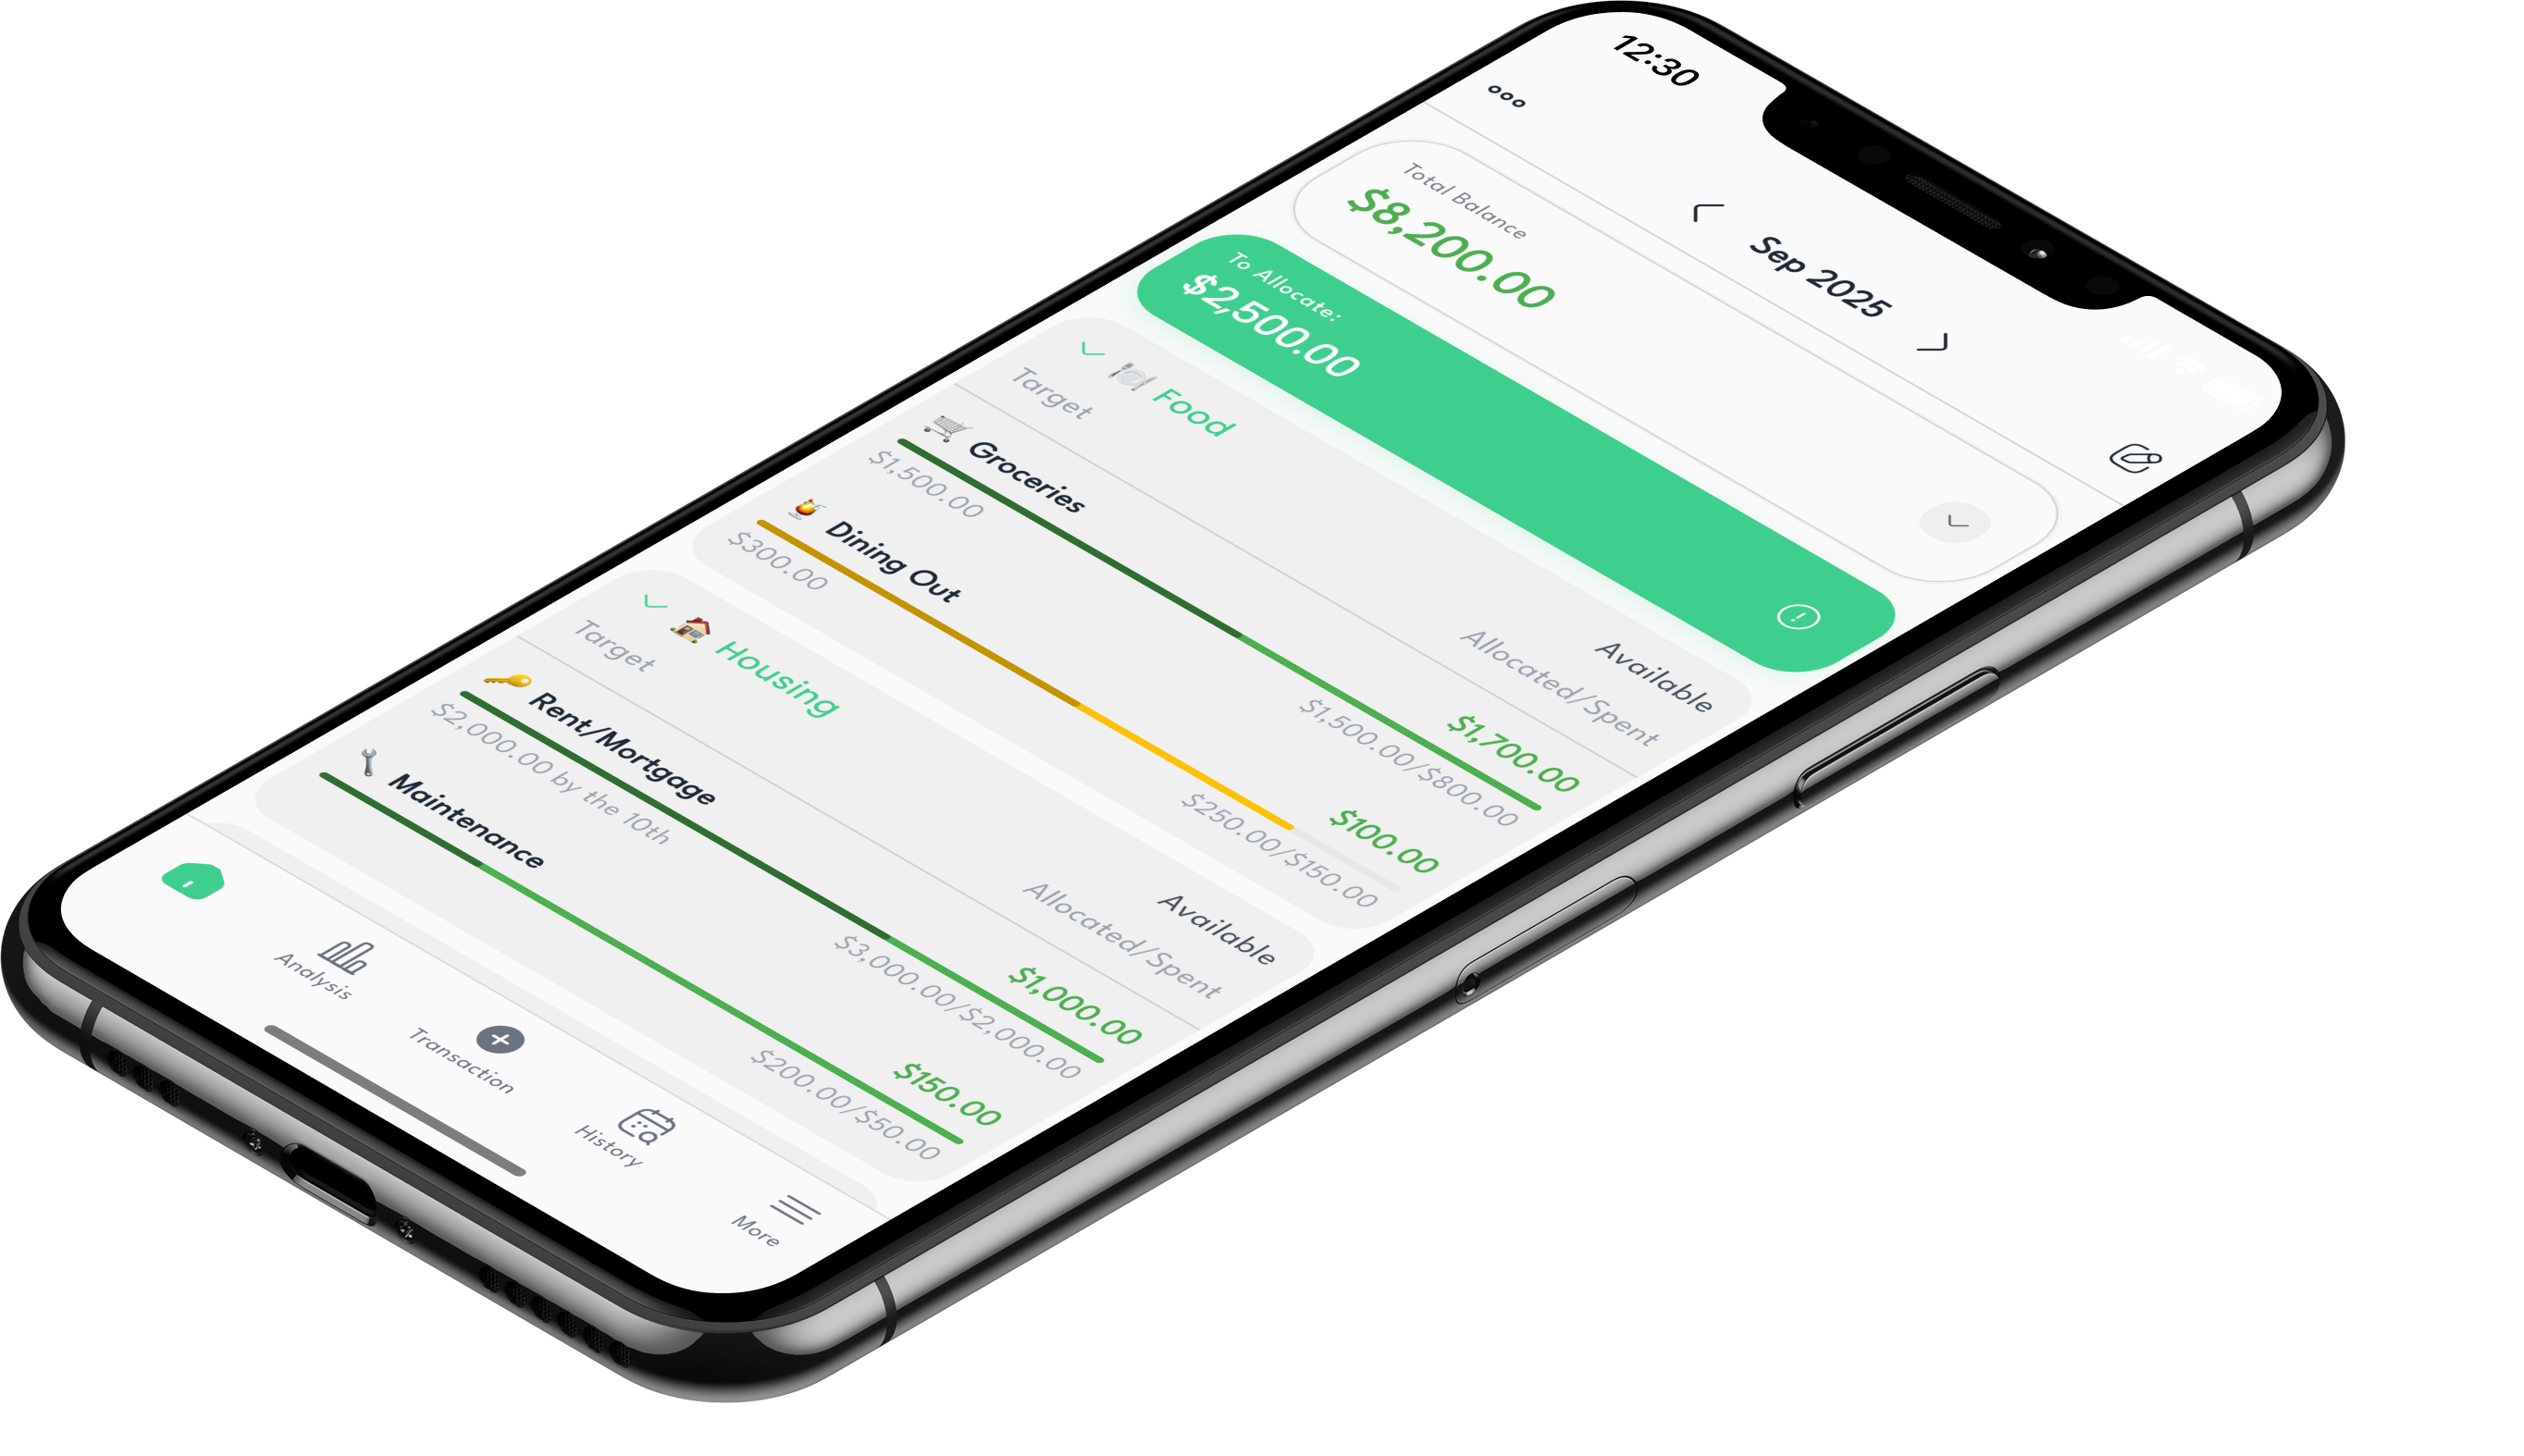 12:30
Sep 2025
Total Balance
$8,200.00
To Allocate:
$2,500.00
Food
Available
Target
Allocated/Spent
Groceries
$1,700.00
$1,500.00
$1,500.00/$800.00
Dining Out
$100.00
$300.00
$250.00/$150.00
Housing
Available
Target
Allocated/Spent
Rent/Mortgage
$1,000.00
$2,000.00 by the 10th
$3,000.00/$2,000.00
Maintenance
$150.00
$200.00/$50.00
Analysis
Transaction
History
More